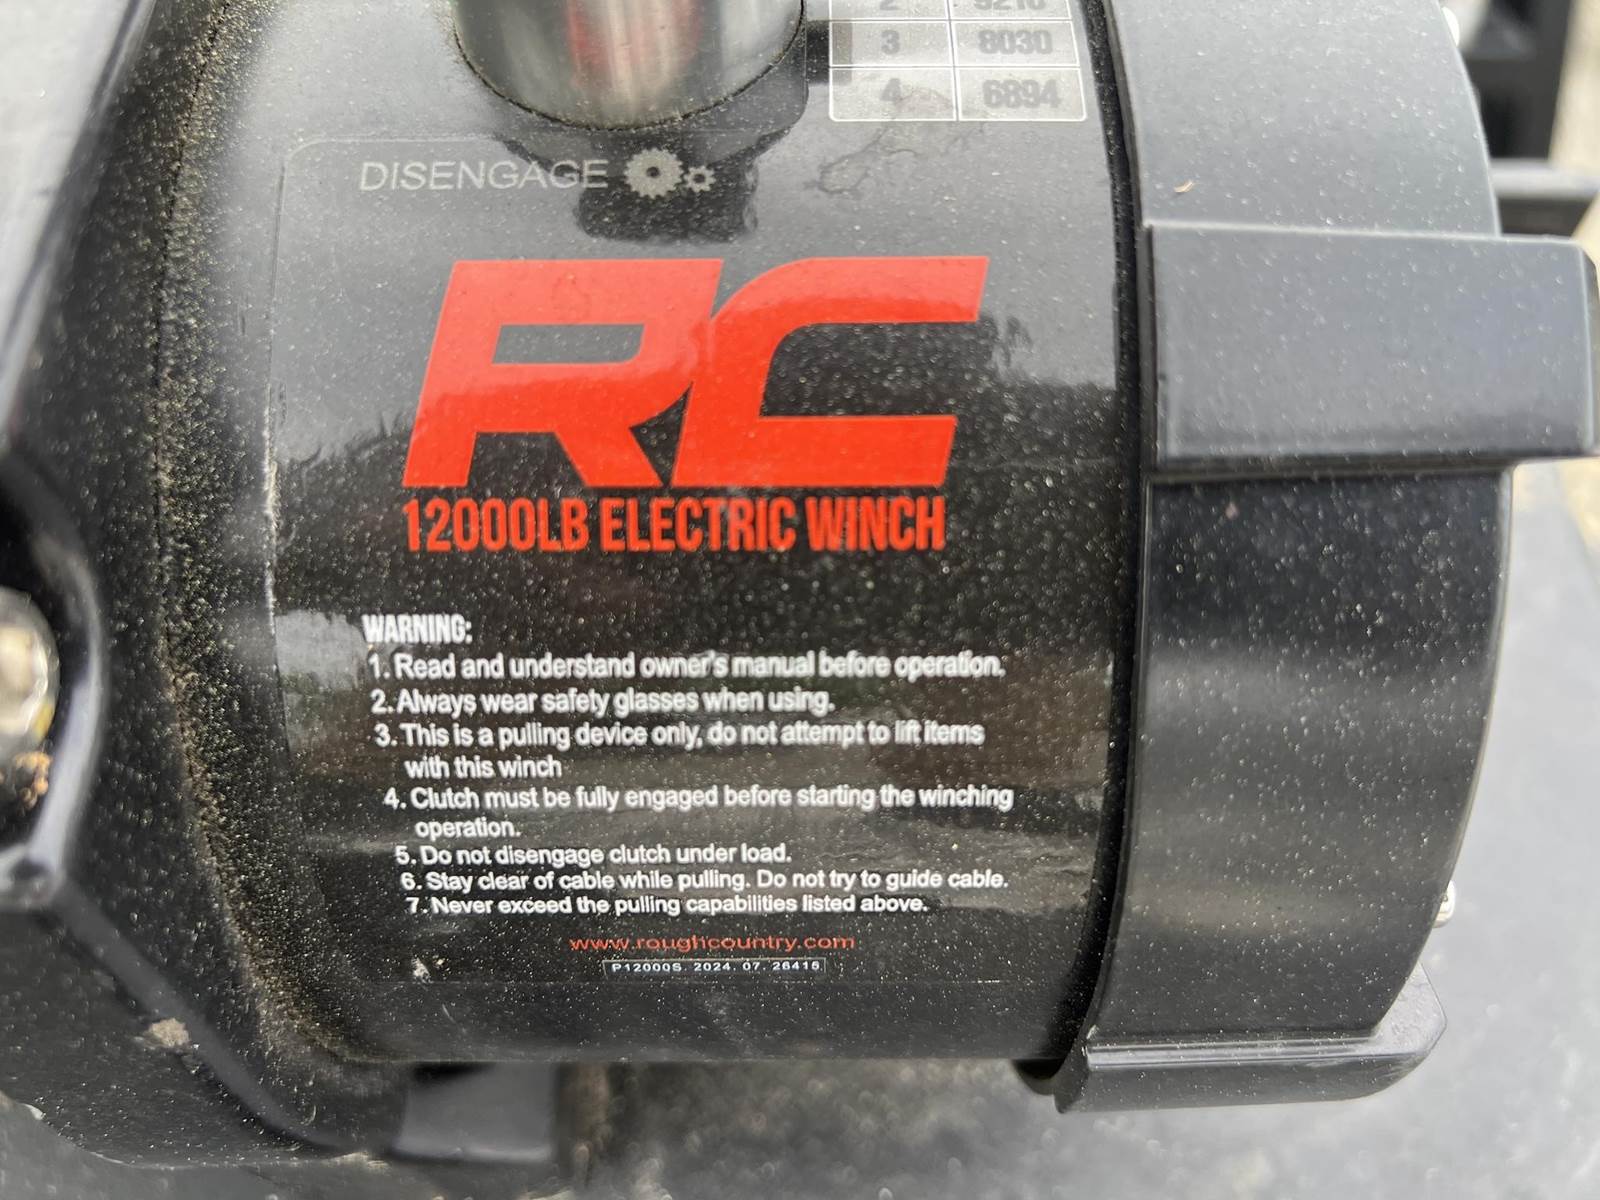 2 9210
3 8030
4 6894
DISENGAGE
RC
12000LB ELECTRIC WINCH
WARNING:
1. Read and understand owner's manual before operation.
2. Always wear safety glasses when using.
3. This is a pulling device only, do not attempt to lift items
with this winch
4. Clutch must be fully engaged before starting the winching
operation.
5. Do not disengage clutch under load.
6. Stay clear of cable while pulling. Do not try to guide cable.
7. Never exceed the pulling capabilities listed above.
www.roughcountry.com
P12000S. 2024. 07. 26415